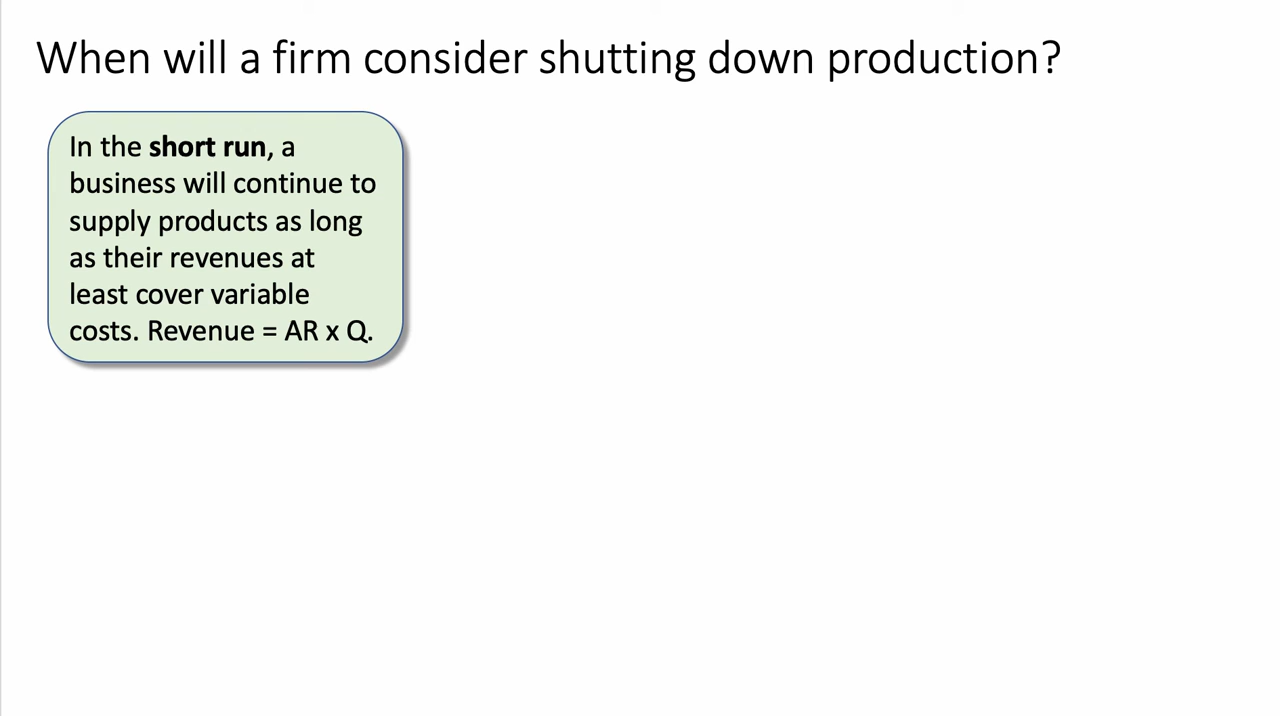 When will a firm consider shutting down production?
In the short run, a
business will continue to
supply products as long
as their revenues at
least cover variable
costs. Revenue = AR x Q.